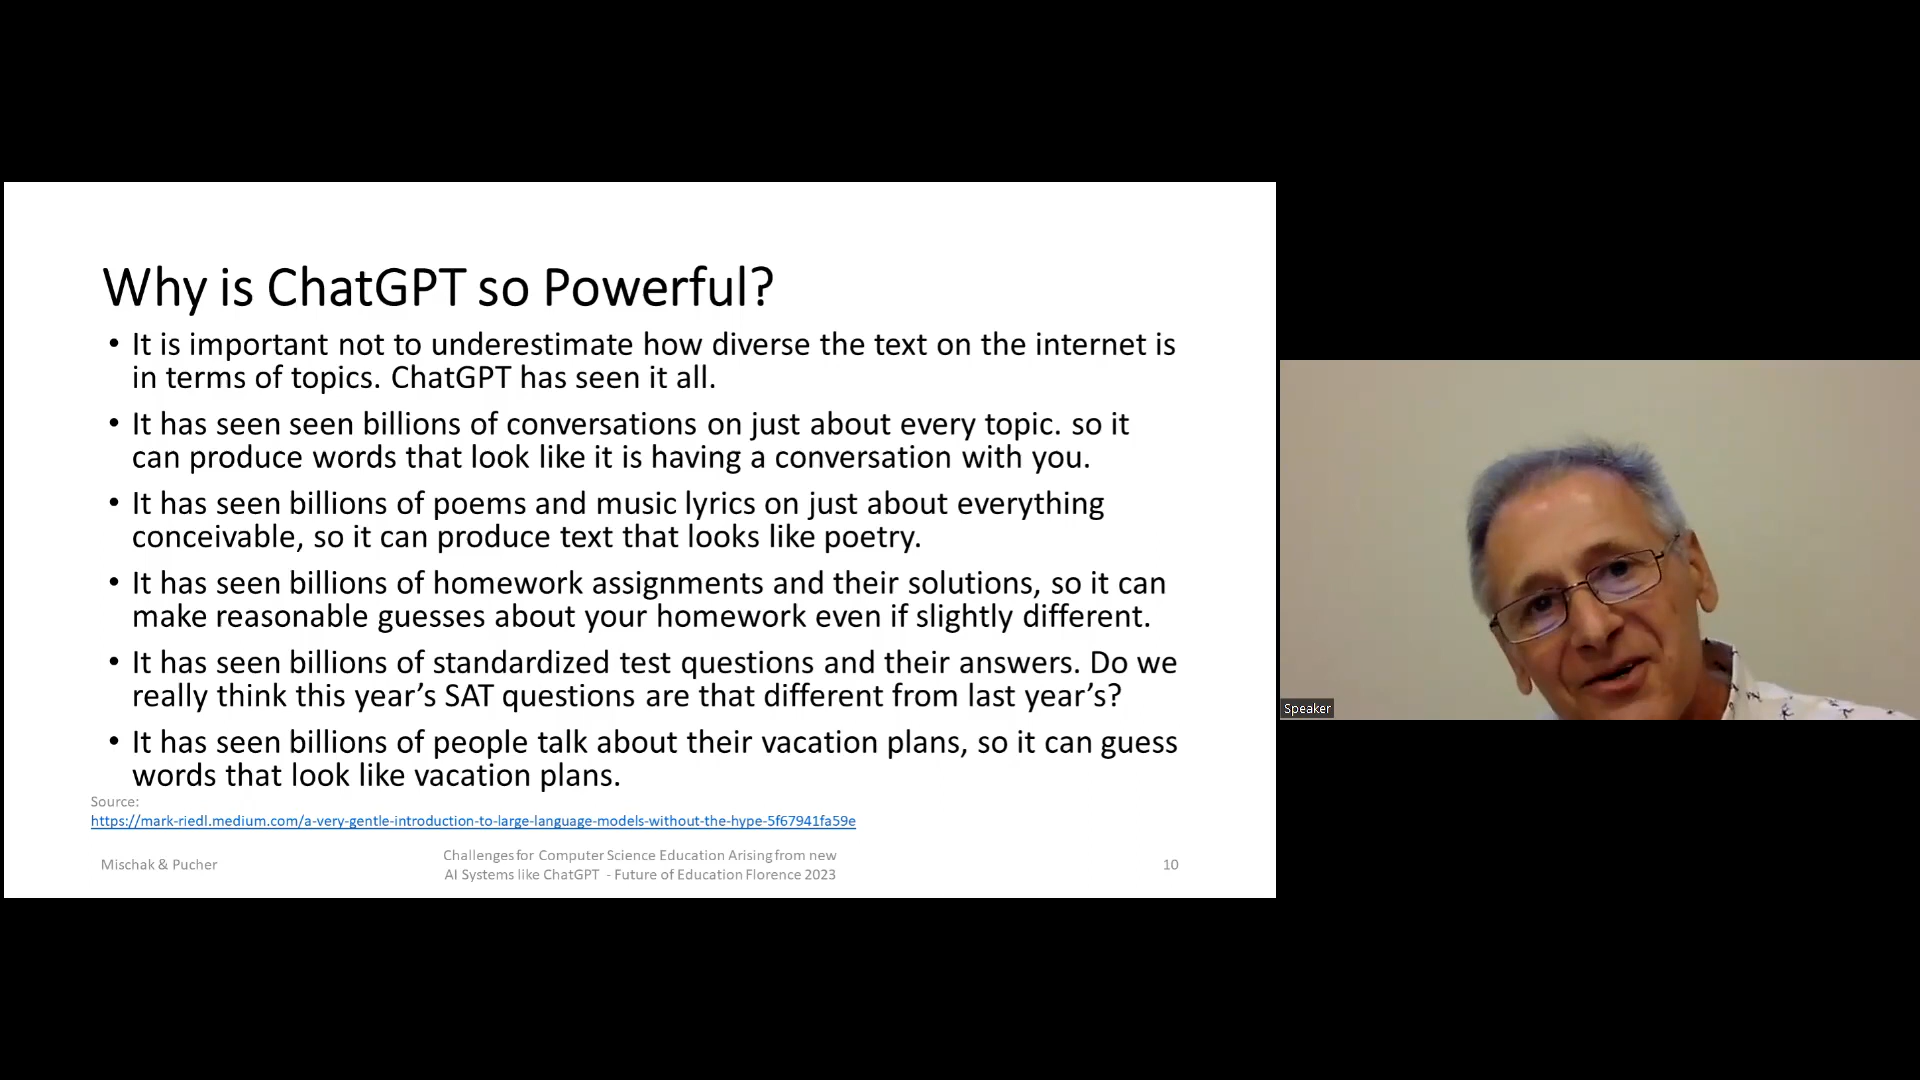 Why is ChatGPT so Powerful?
• It is important not to underestimate how diverse the text on the internet is
in terms of topics. ChatGPT has seen it all.
• It has seen seen billions of conversations on just about every topic. so it
can produce words that look like it is having a conversation with you.
• It has seen billions of poems and music lyrics on just about everything
conceivable, so it can produce text that looks like poetry.
• It has seen billions of homework assignments and their solutions, so it can
make reasonable guesses about your homework even if slightly different.
• It has seen billions of standardized test questions and their answers. Do we
really think this year’s SAT questions are that different from last year’s?
• It has seen billions of people talk about their vacation plans, so it can guess
words that look like vacation plans.
Source:
https://mark-riedl.medium.com/a-very-gentle-introduction-to-large-language-models-without-the-hype-5f67941fa59e
Mischak & Pucher
Challenges for Computer Science Education Arising from new
AI Systems like ChatGPT - Future of Education Florence 2023
10
Speaker